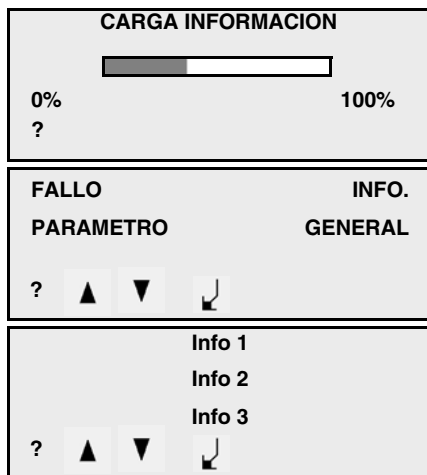 CARGA INFORMACION
0% 100%
?
FALLO INFO.
PARAMETRO GENERAL
?
Info 1
Info 2
Info 3
?